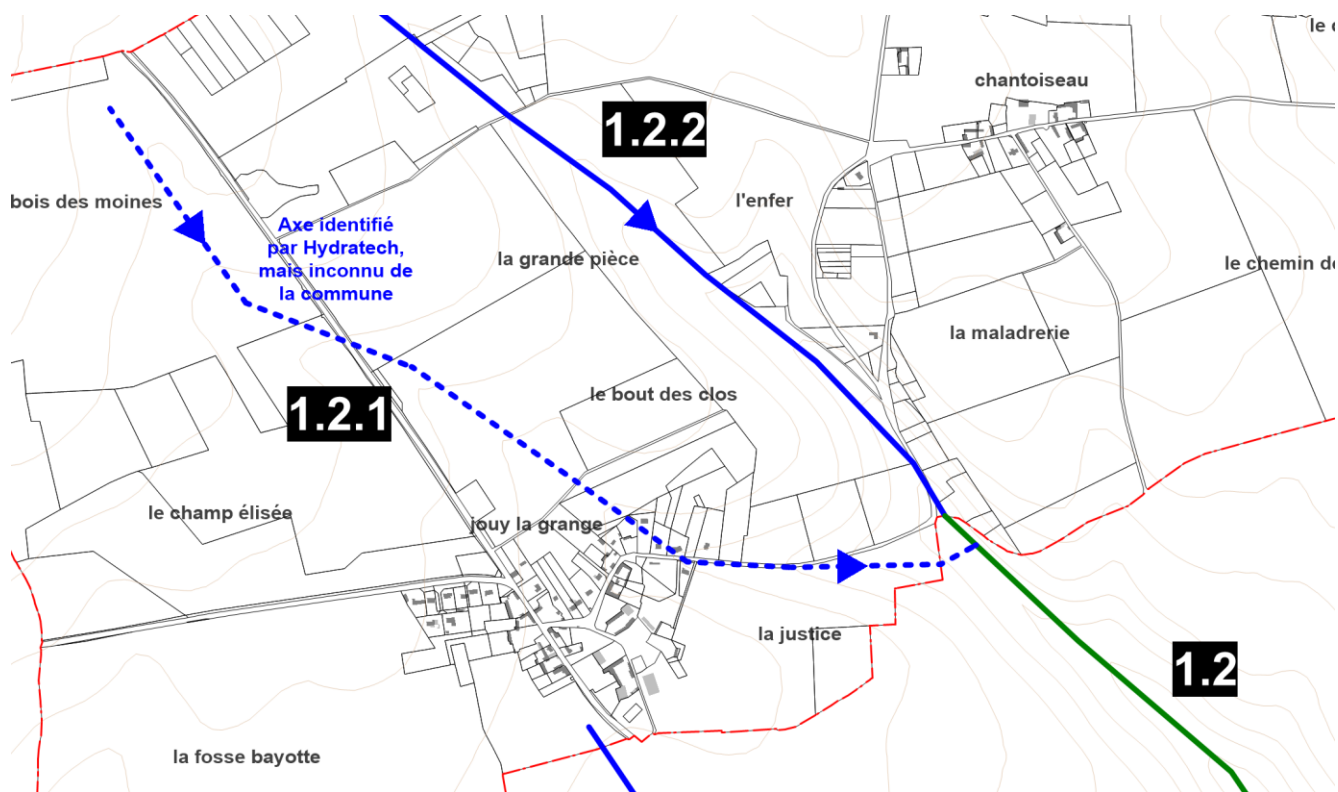 le
chantoiseau
1.2.2
bois des moines
l'enfer
Axe identifié
par Hydratech,
mais inconnu de
la commune
la grande pièce
le chemin de
la maladrerie
le bout des clos
1.2.1
le champ élisée
jouy la grange
la justice
1.2
la fosse bayotte